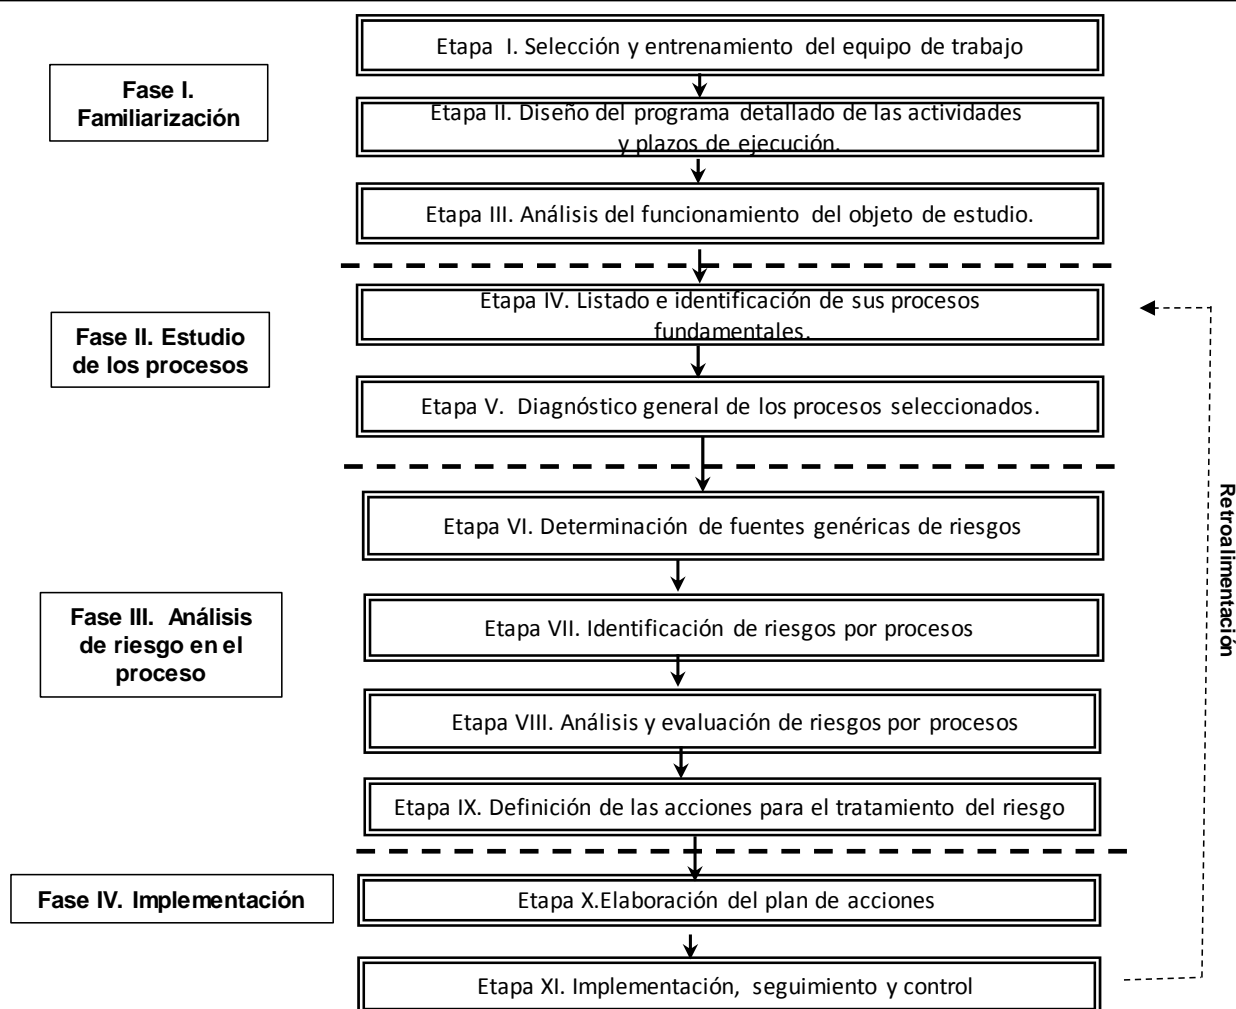 Etapa I. Selección y entrenamiento del equipo de trabajo
Fase I.
Familiarización
Etapa II. Diseño del programa detallado de las actividades
y plazos de ejecución.
Etapa III. Análisis del funcionamiento del objeto de estudio.
Etapa IV. Listado e identificación de sus procesos
fundamentales.
Fase II. Estudio
de los procesos
Etapa V. Diagnóstico general de los procesos seleccionados.
Retroalimentación
Etapa VI. Determinación de fuentes genéricas de riesgos
Fase III. Análisis
de riesgo en el
proceso
Etapa VII. Identificación de riesgos por procesos
Etapa VIII. Análisis y evaluación de riesgos por procesos
Etapa IX. Definición de las acciones para el tratamiento del riesgo
Fase IV. Implementación
Etapa X.Elaboración del plan de acciones
Etapa XI. Implementación, seguimiento y control